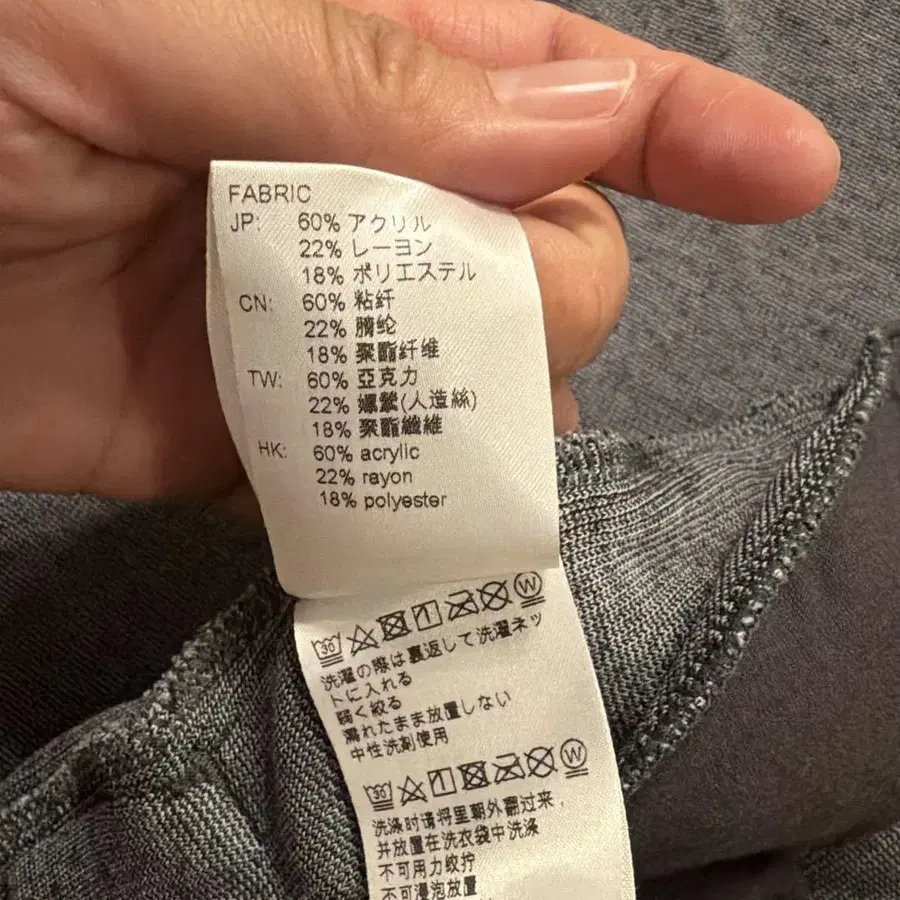 FABRIC
JP: 60% アクリル
22% レーヨン
18% ポリエステル
CN: 60% 粘纤
22% 腈纶
18% 聚酯纤维
TW: 60% 亞克力
22% 嫘縈(人造絲)
18% 聚酯纖維
HK: 60% acrylic
22% rayon
18% polyester
30 W
洗濯の際は裏返して洗濯ネッ
トに入れる
弱く絞る
濡れたまま放置しない
中性洗剤使用
30 W
洗涤时请将里朝外翻过来，
并放置在洗衣袋中洗涤
不可用力绞拧
不可浸泡放置